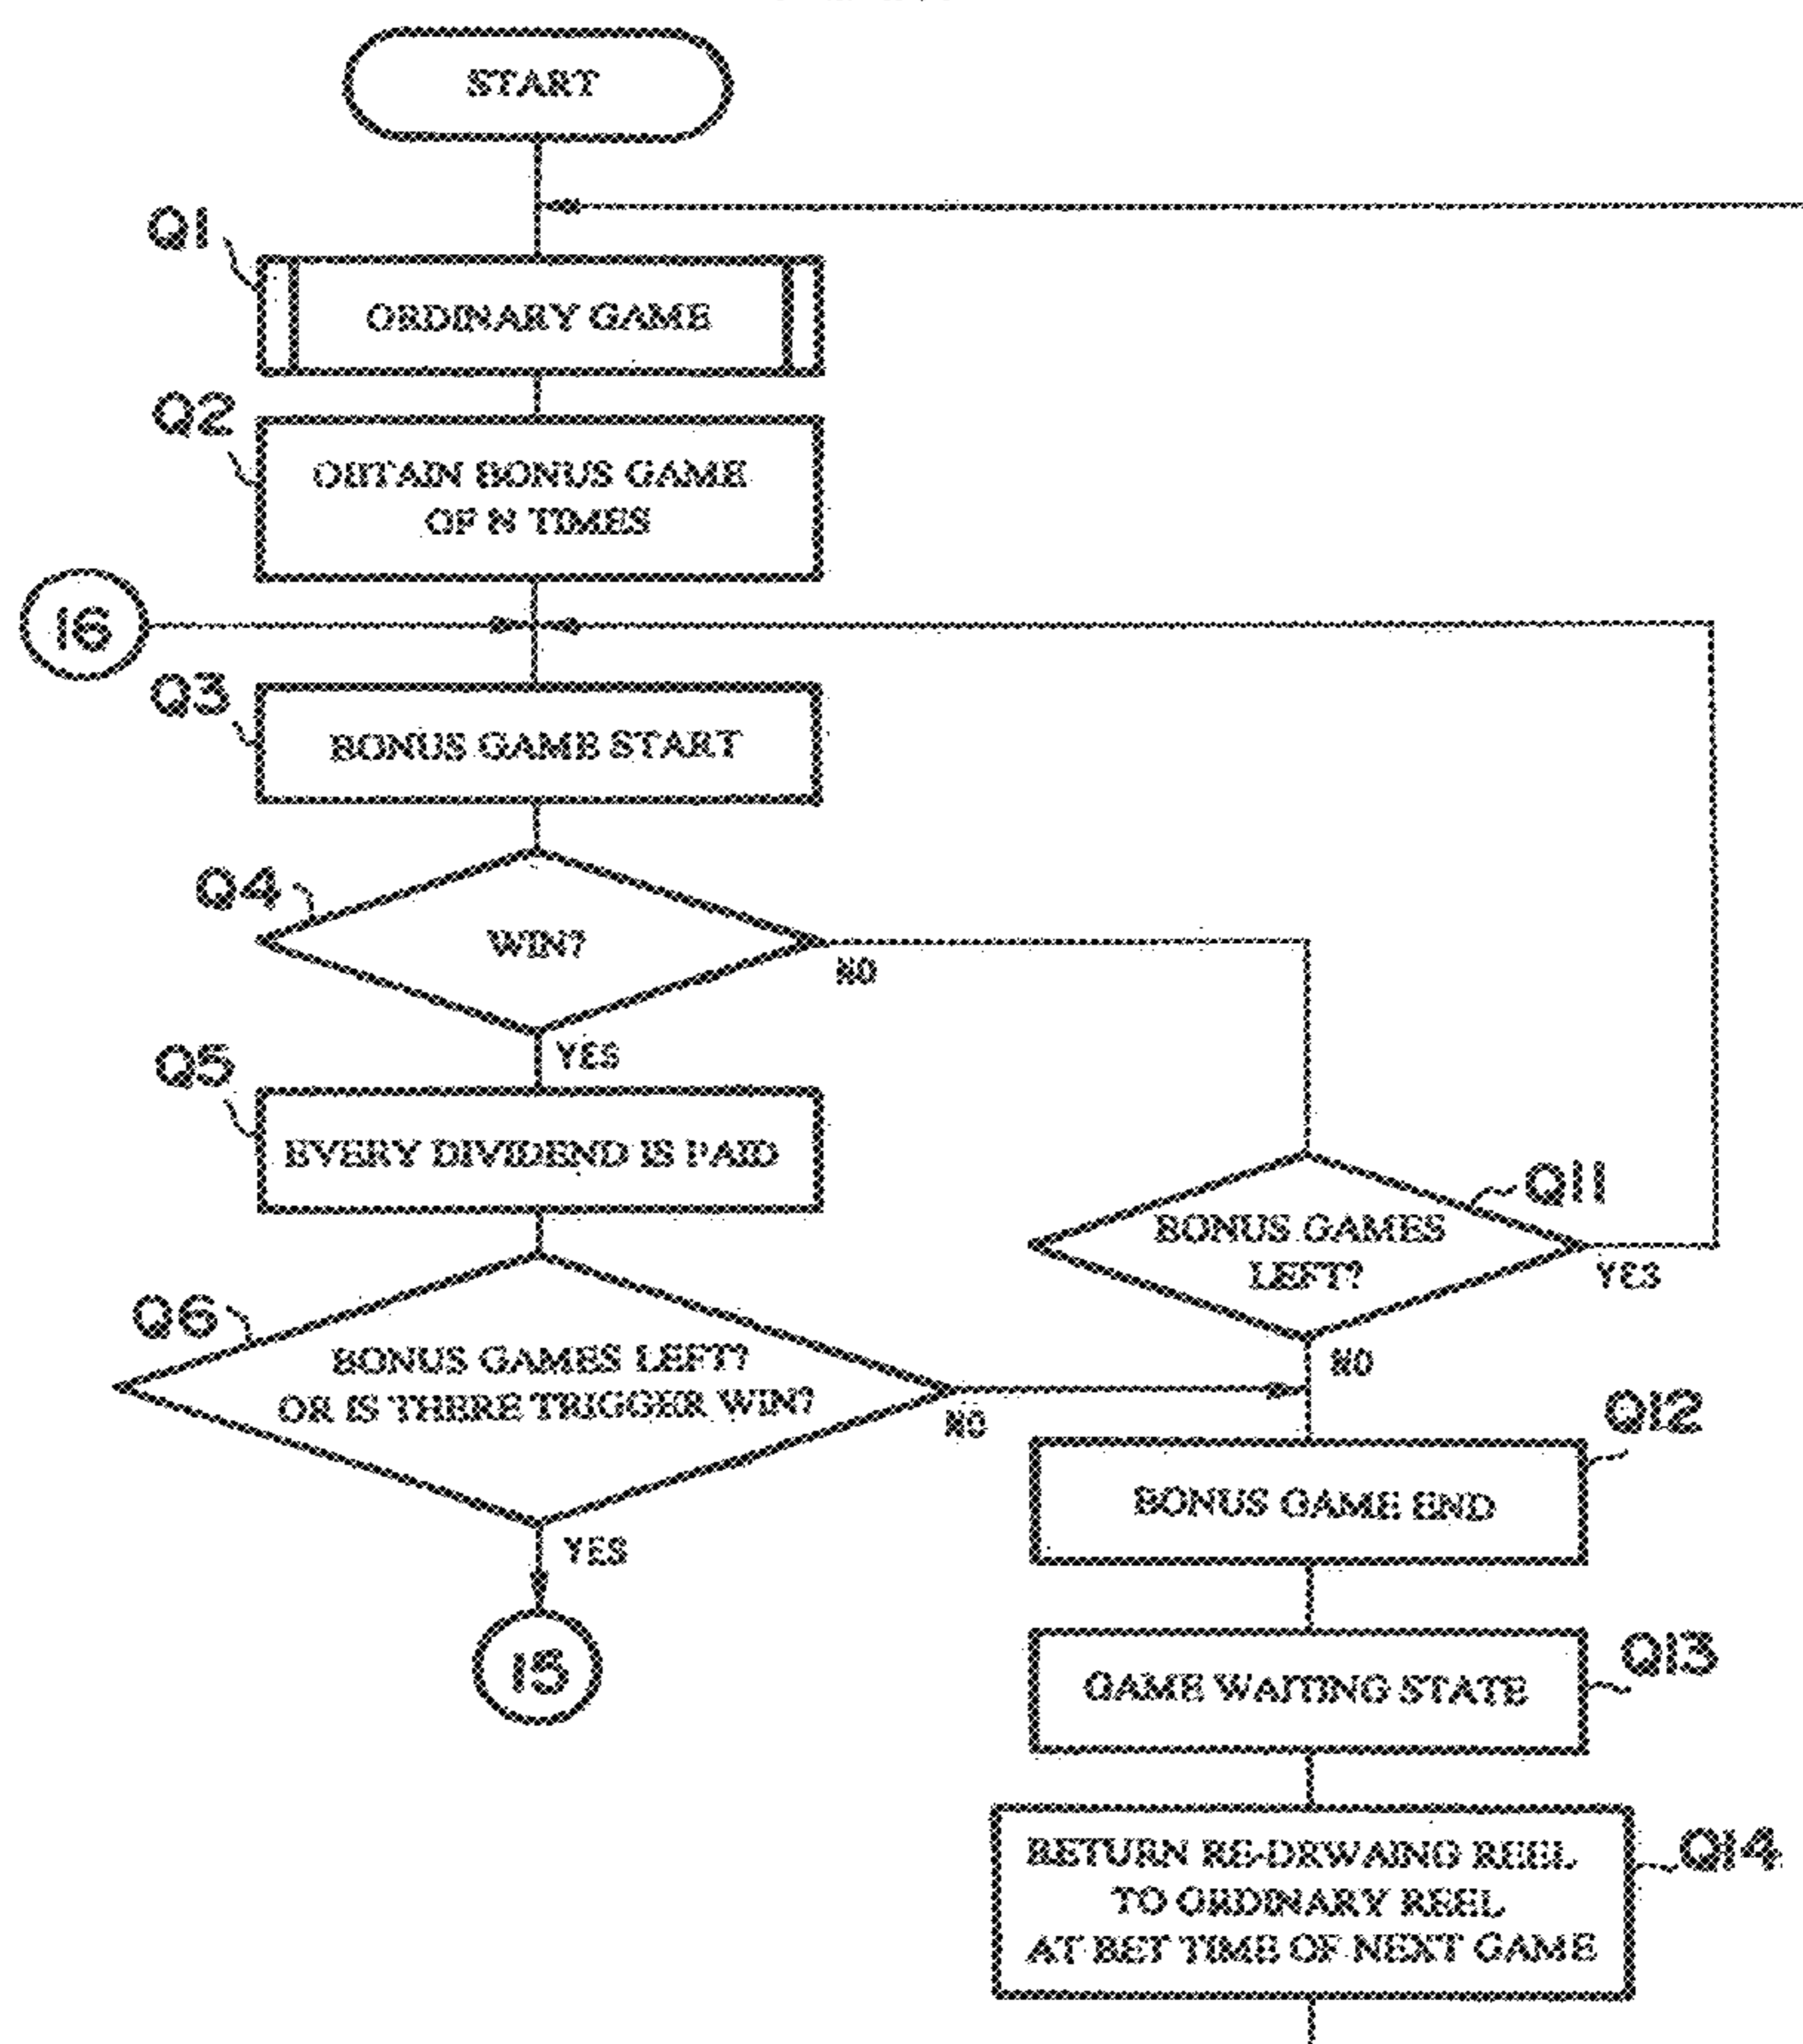 START
Q1
ORDINARY GAME
Q2
OBTAIN BONUS GAME
OF N TIMES
16
Q3
BONUS GAME START
Q4
WIN?
NO
YES
Q5
EVERY DIVIDEND IS PAID
Q11
BONUS GAMES
LEFT?
YES
NO
Q6
BONUS GAMES LEFT?
OR IS THERE TRIGGER WIN?
NO
YES
15
Q12
BONUS GAME END
Q13
GAME WAITING STATE
Q14
RETURN RE-DRWAING REEL
TO ORDINARY REEL
AT BET TIME OF NEXT GAME